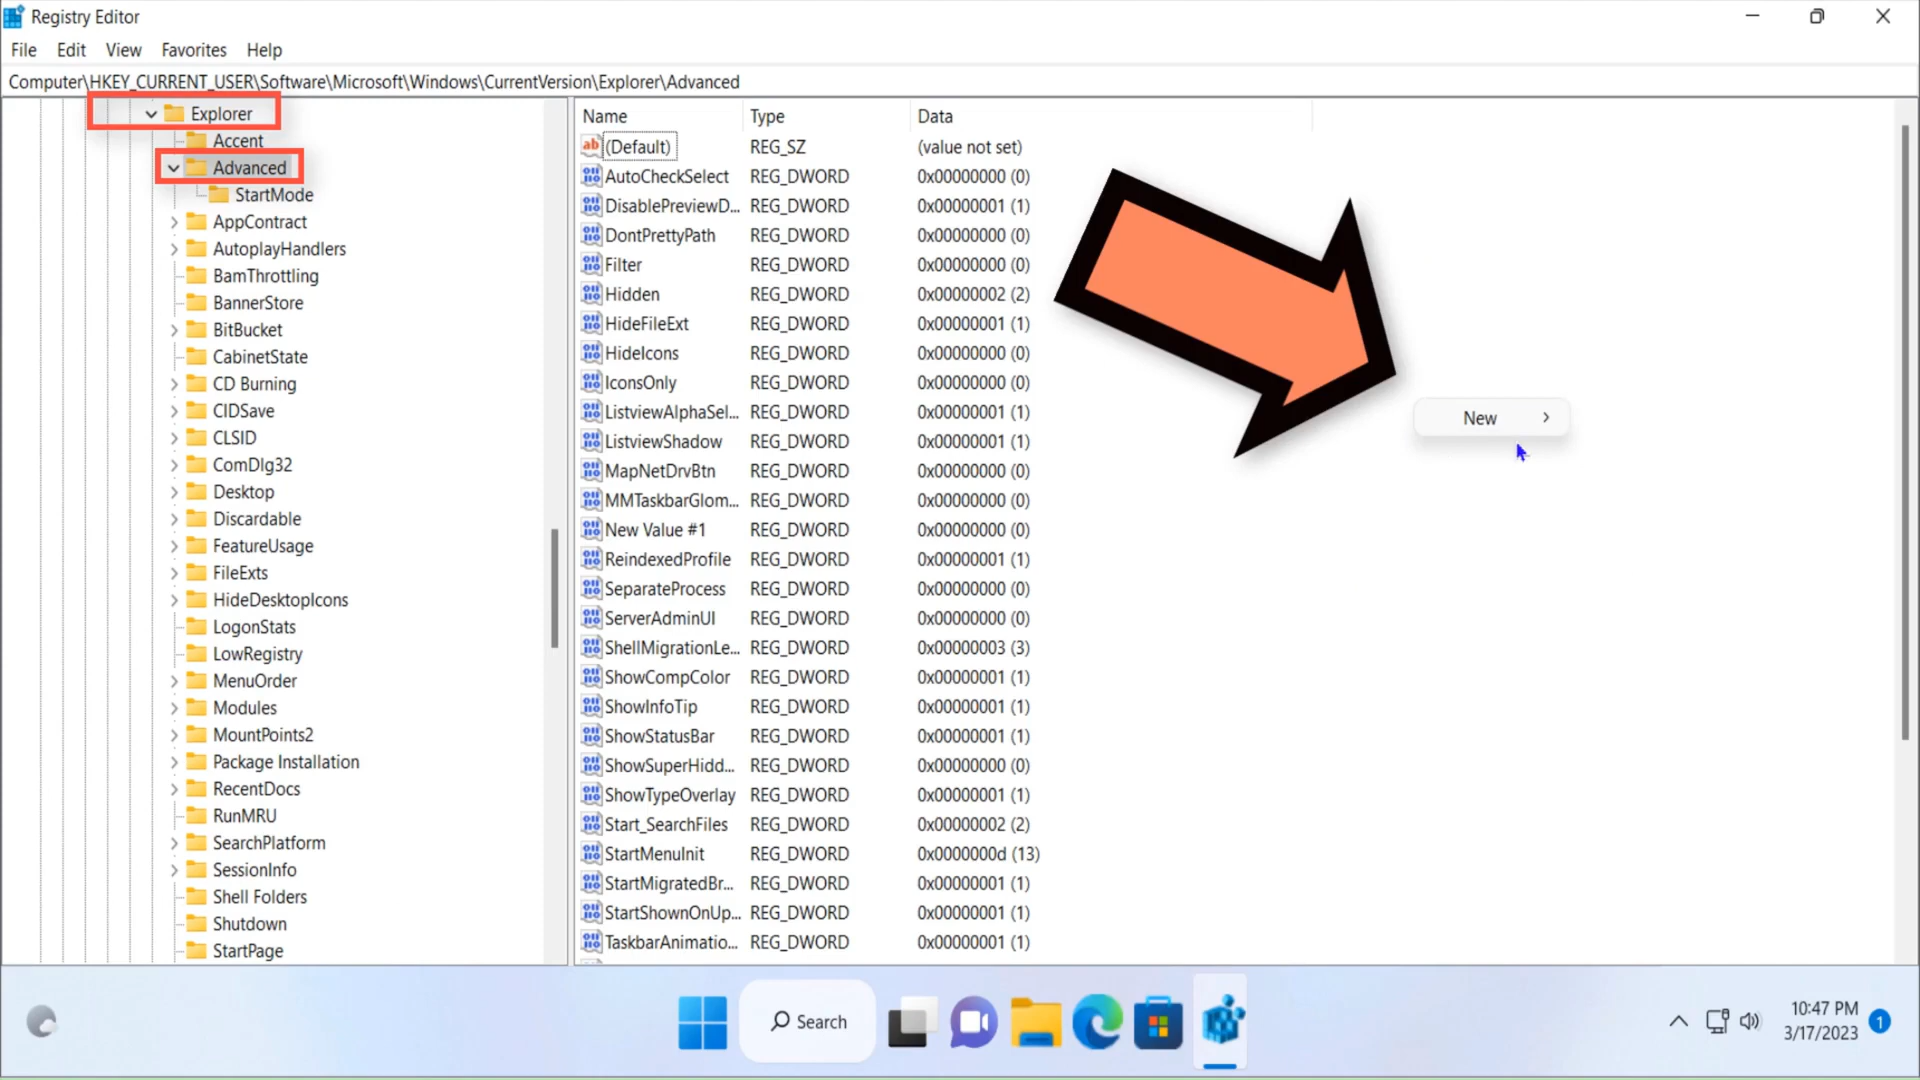 Registry Editor
File Edit View Favorites Help
Computer\HKEY_CURRENT_USER\Software\Microsoft\Windows\CurrentVersion\Explorer\Advanced
Explorer
Accent
Advanced
StartMode
AppContract
AutoplayHandlers
BamThrottling
BannerStore
BitBucket
CabinetState
CD Burning
CIDSave
CLSID
ComDlg32
Desktop
Discardable
FeatureUsage
FileExts
HideDesktopIcons
LogonStats
LowRegistry
MenuOrder
Modules
MountPoints2
Package Installation
RecentDocs
RunMRU
SearchPlatform
SessionInfo
Shell Folders
Shutdown
StartPage
Name Type Data
(Default) REG_SZ (value not set)
AutoCheckSelect REG_DWORD 0x00000000 (0)
DisablePreviewD... REG_DWORD 0x00000001 (1)
DontPrettyPath REG_DWORD 0x00000000 (0)
Filter REG_DWORD 0x00000000 (0)
Hidden REG_DWORD 0x00000002 (2)
HideFileExt REG_DWORD 0x00000001 (1)
HideIcons REG_DWORD 0x00000000 (0)
IconsOnly REG_DWORD 0x00000000 (0)
ListviewAlphaSel... REG_DWORD 0x00000001 (1)
ListviewShadow REG_DWORD 0x00000001 (1)
MapNetDrvBtn REG_DWORD 0x00000000 (0)
MMTaskbarGlom... REG_DWORD 0x00000000 (0)
New Value #1 REG_DWORD 0x00000000 (0)
ReindexedProfile REG_DWORD 0x00000001 (1)
SeparateProcess REG_DWORD 0x00000000 (0)
ServerAdminUI REG_DWORD 0x00000000 (0)
ShellMigrationLe... REG_DWORD 0x00000003 (3)
ShowCompColor REG_DWORD 0x00000001 (1)
ShowInfoTip REG_DWORD 0x00000001 (1)
ShowStatusBar REG_DWORD 0x00000001 (1)
ShowSuperHidd... REG_DWORD 0x00000000 (0)
ShowTypeOverlay REG_DWORD 0x00000001 (1)
Start_SearchFiles REG_DWORD 0x00000002 (2)
StartMenuInit REG_DWORD 0x0000000d (13)
StartMigratedBr... REG_DWORD 0x00000001 (1)
StartShownOnUp... REG_DWORD 0x00000001 (1)
TaskbarAnimatio... REG_DWORD 0x00000001 (1)
New
Search
10:47 PM
3/17/2023
1